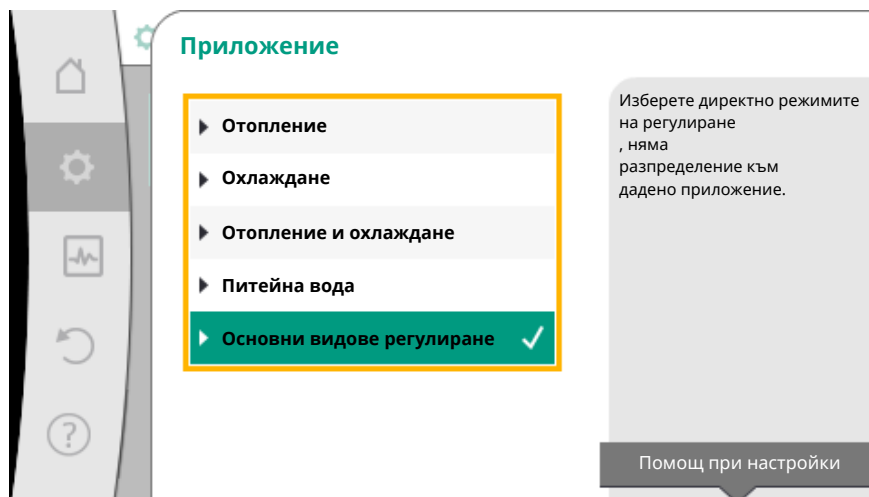 Приложение
Отопление
Охлаждане
Отопление и охлаждане
Питейна вода
Основни видове регулиране
Изберете директно режимите
на регулиране
, няма
разпределение към
дадено приложение.
Помощ при настройки